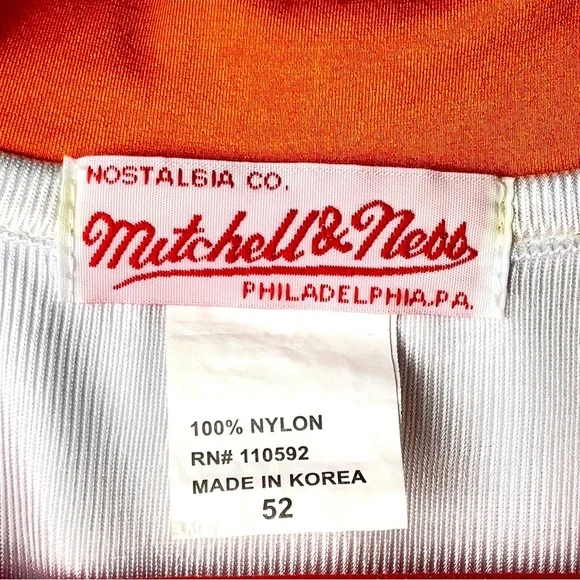 NOSTALGIA CO.
Mitchell & Ness
PHILADELPHIA, PA.
100% NYLON
RN# 110592
MADE IN KOREA
52